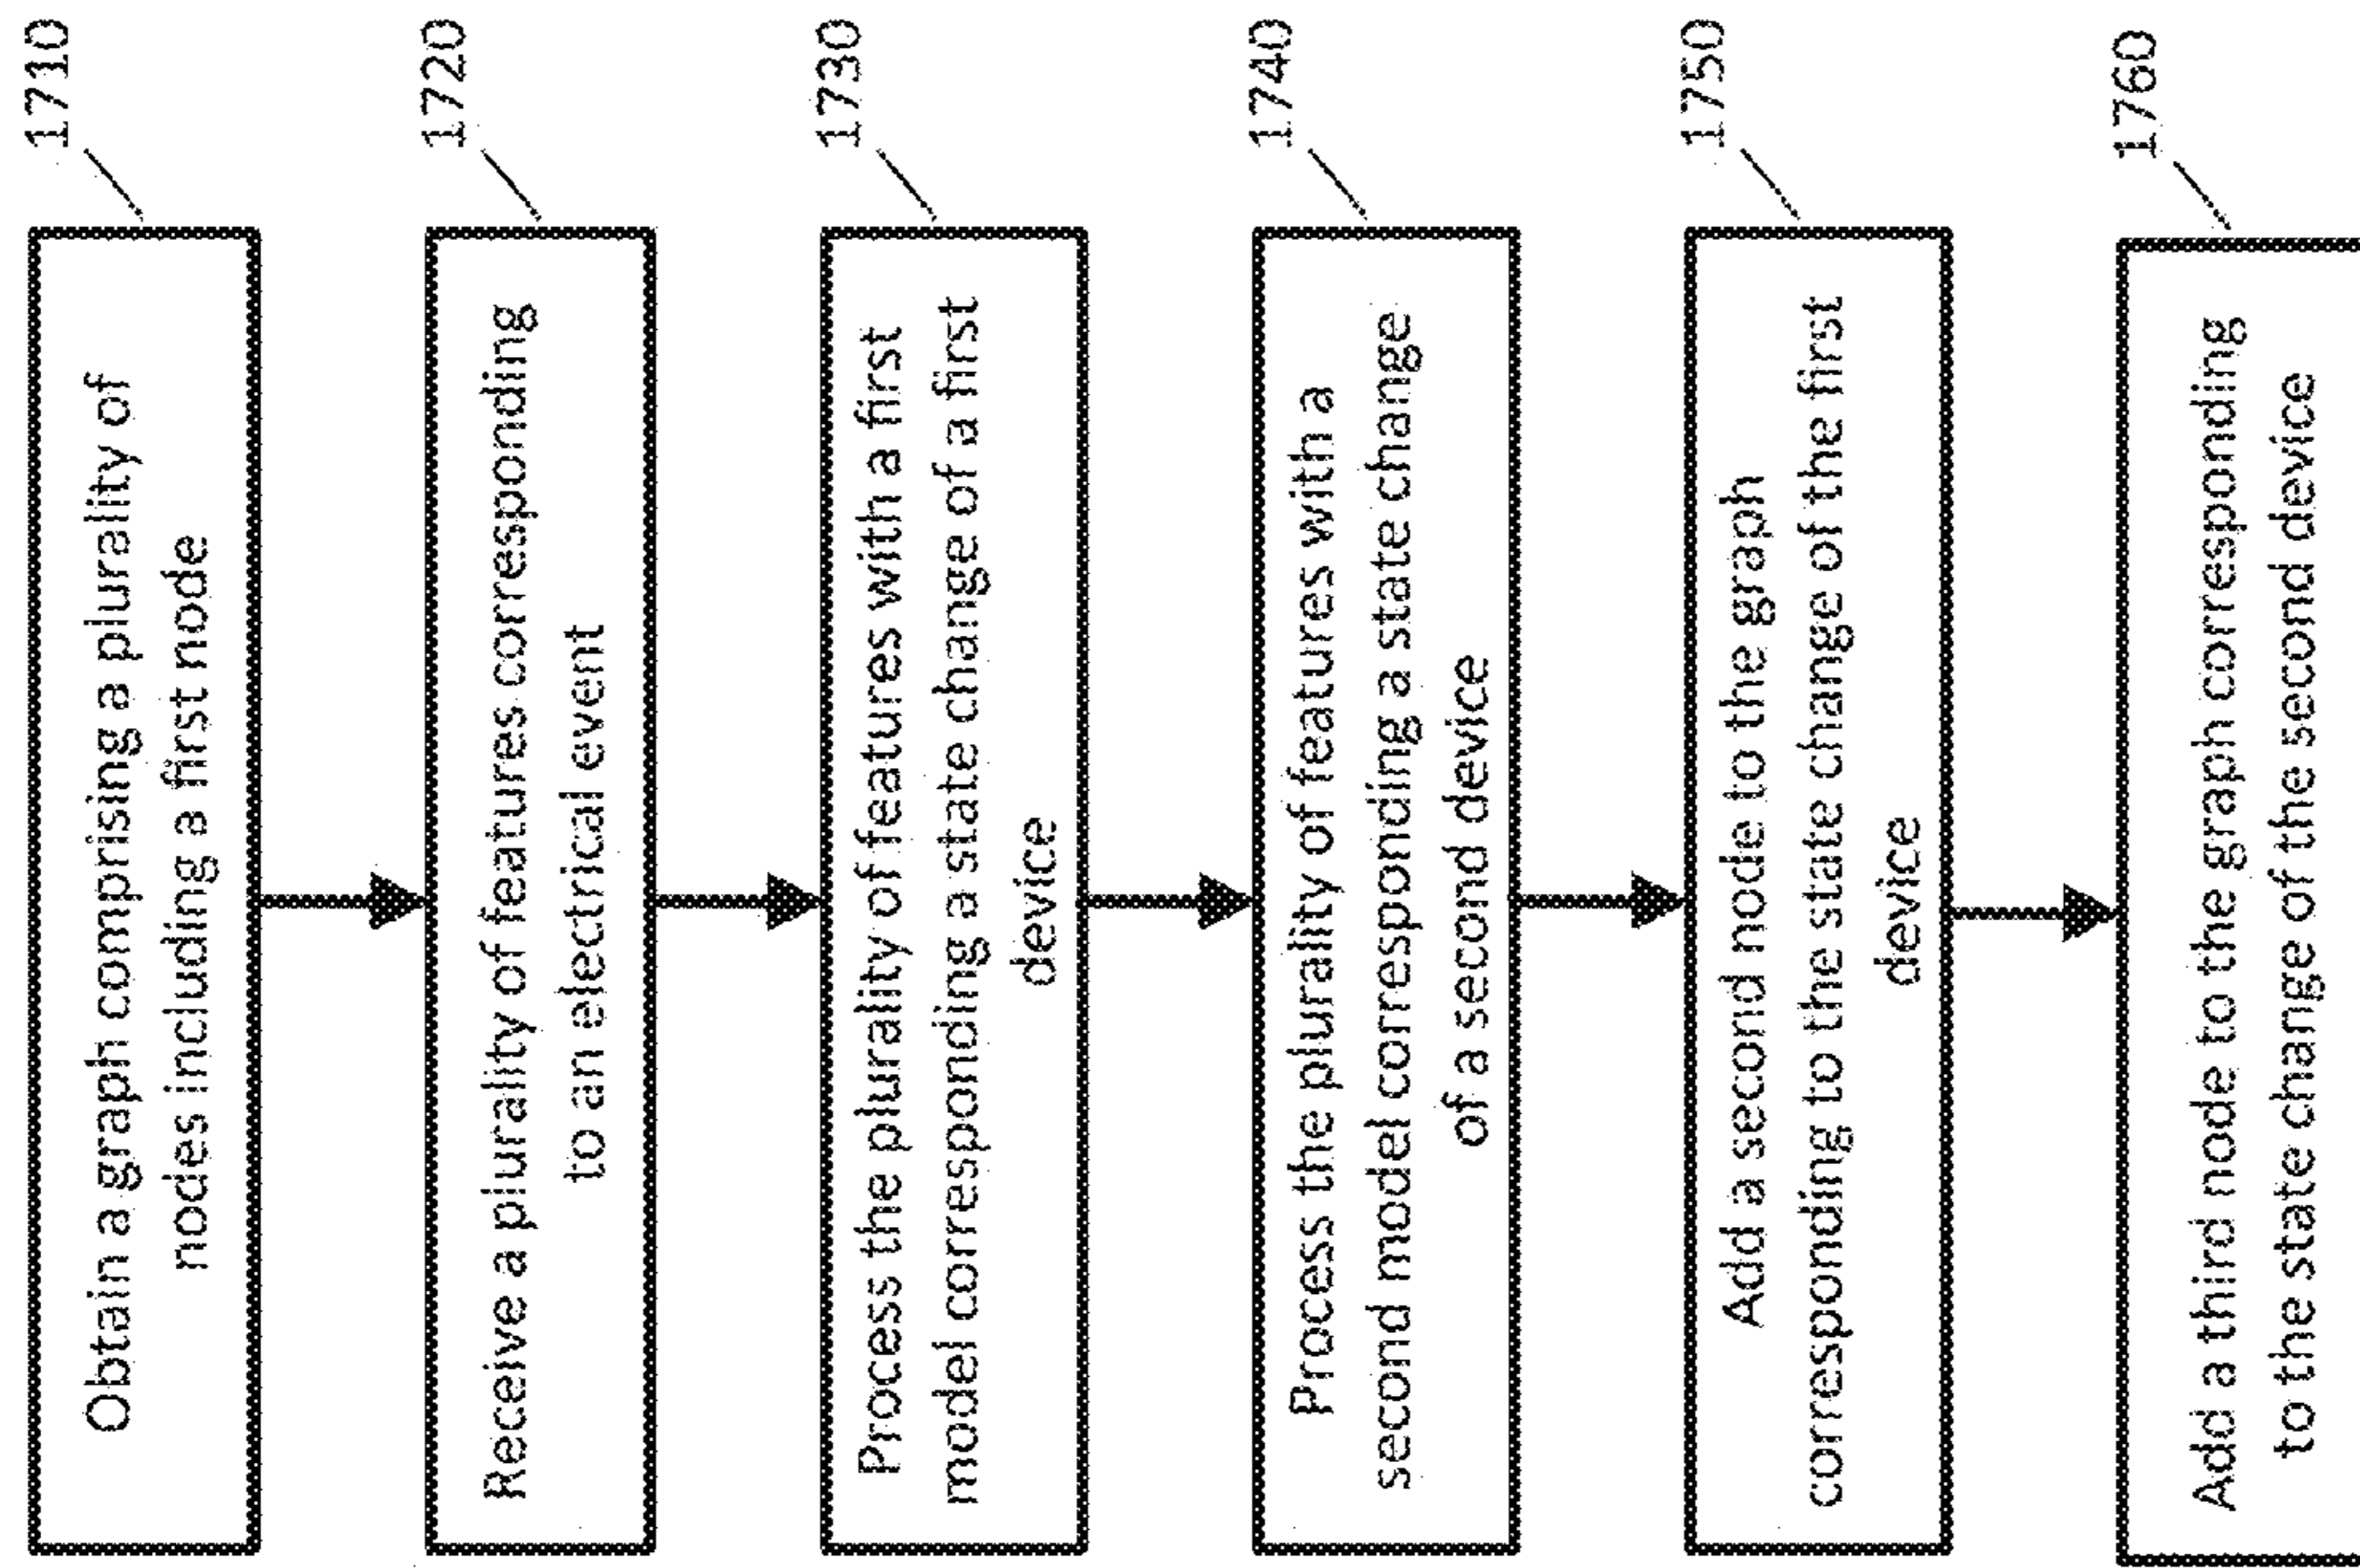 1710
Obtain a graph comprising a plurality of
nodes including a first node
1720
Receive a plurality of features corresponding
to an electrical event
1730
Process the plurality of features with a first
model corresponding a state change of a first
device
1740
Process the plurality of features with a
second model corresponding a state change
of a second device
1750
Add a second node to the graph
corresponding to the state change of the first
device
1760
Add a third node to the graph corresponding
to the state change of the second device